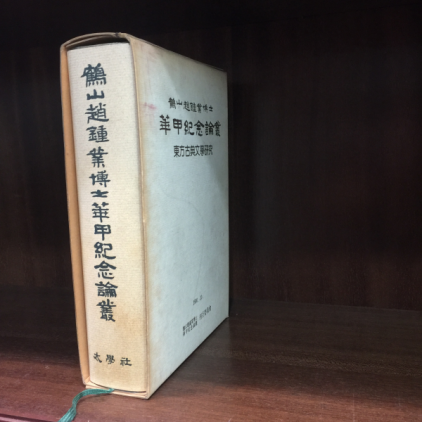 鶴山趙鍾業博士華甲紀念論叢
太學社
鶴山趙鍾業博士
華甲紀念論叢
東方古典文學研究